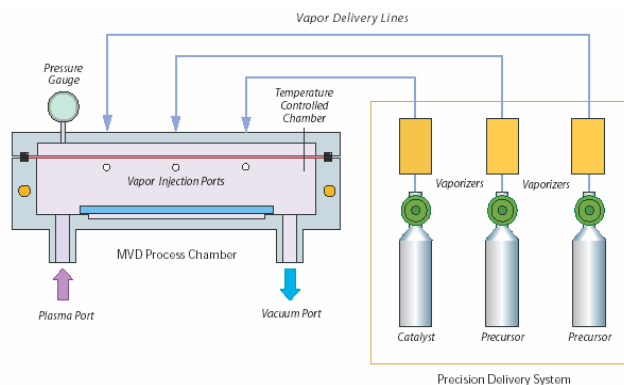 Vapor Delivery Lines
Pressure
Gauge
Temperature
Controlled
Chamber
Vapor Injection Ports
Vaporizers
Vaporizers
MVD Process Chamber
Plasma Port
Vacuum Port
Catalyst
Precursor
Precursor
Precision Delivery System